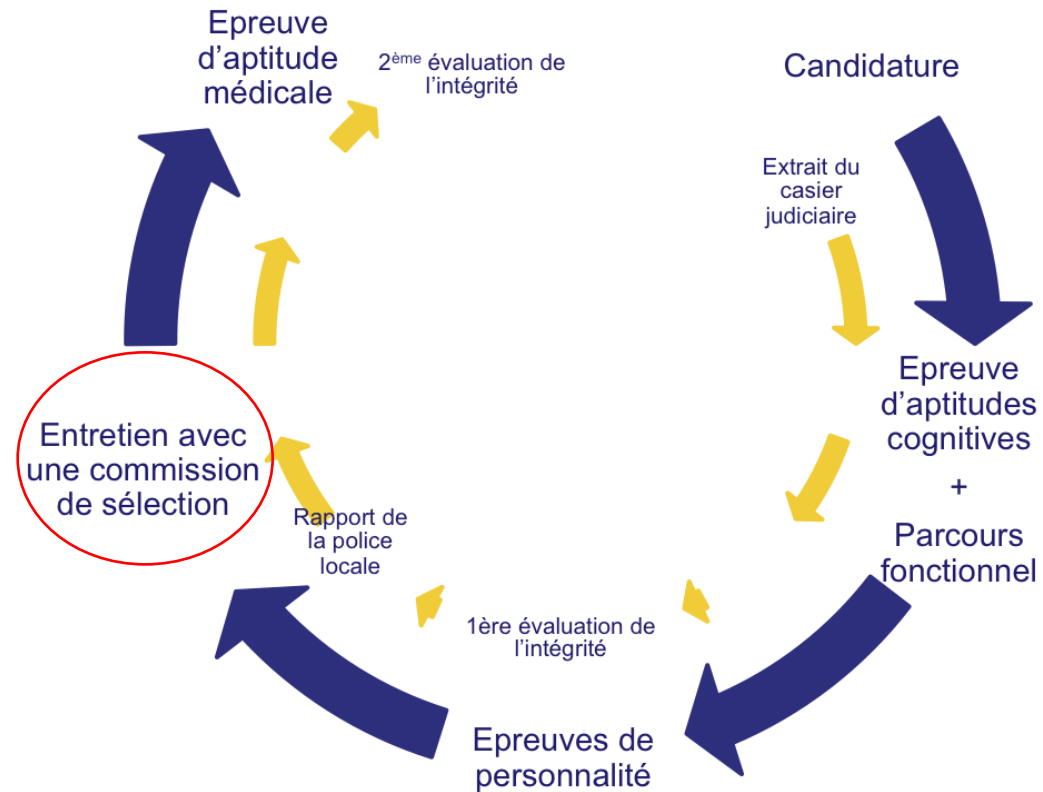 Candidature
Extrait du
casier
judiciaire
Epreuve
d’aptitudes
cognitives
+
Parcours
fonctionnel
1ère évaluation de
l’intégrité
Epreuves de
personnalité
Rapport de
la police
locale
Entretien avec
une commission
de sélection
Epreuve
d’aptitude
médicale
2ème évaluation de
l’intégrité